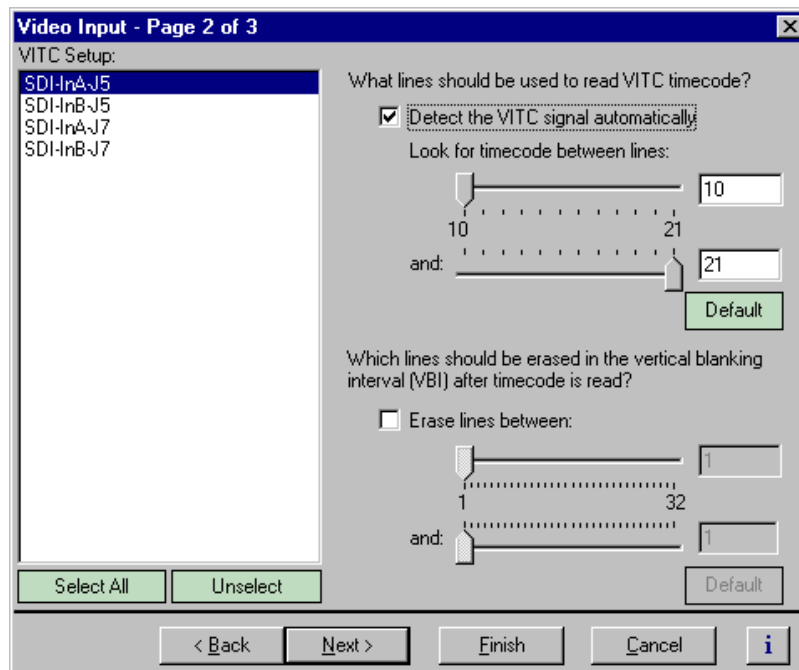 Video Input - Page 2 of 3
VITC Setup:
SDI-InA-J5
SDI-InB-J5
SDI-InA-J7
SDI-InB-J7
Select All
Unselect
What lines should be used to read VITC timecode?
Detect the VITC signal automatically
Look for timecode between lines:
10
10 21
and:
21
Default
Which lines should be erased in the vertical blanking
interval (VBI) after timecode is read?
Erase lines between:
1
1 32
and:
1
Default
< Back
Next >
Finish
Cancel
i